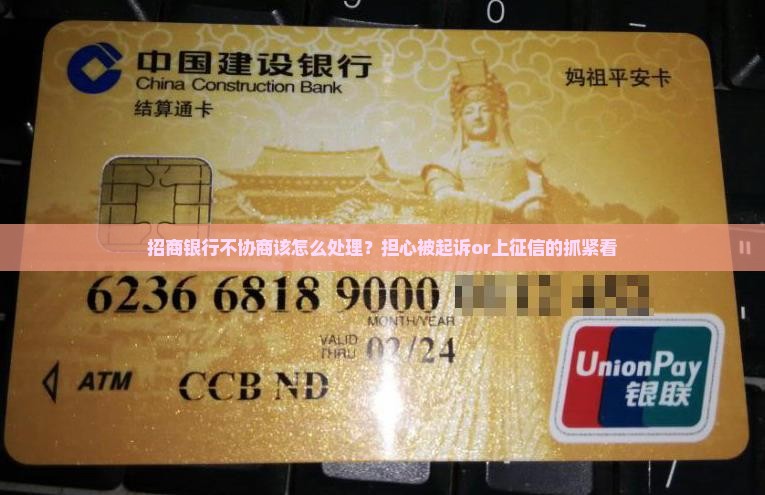 中国建设银行
China Construction Bank
结算通卡
妈祖平安卡
招商银行不协商该怎么处理？担心被起诉or上征信的抓紧看
6236 6818 9000
MONTH/YEAR
VALID
THRU
02/24
ATM
CCB ND
UnionPay
银联